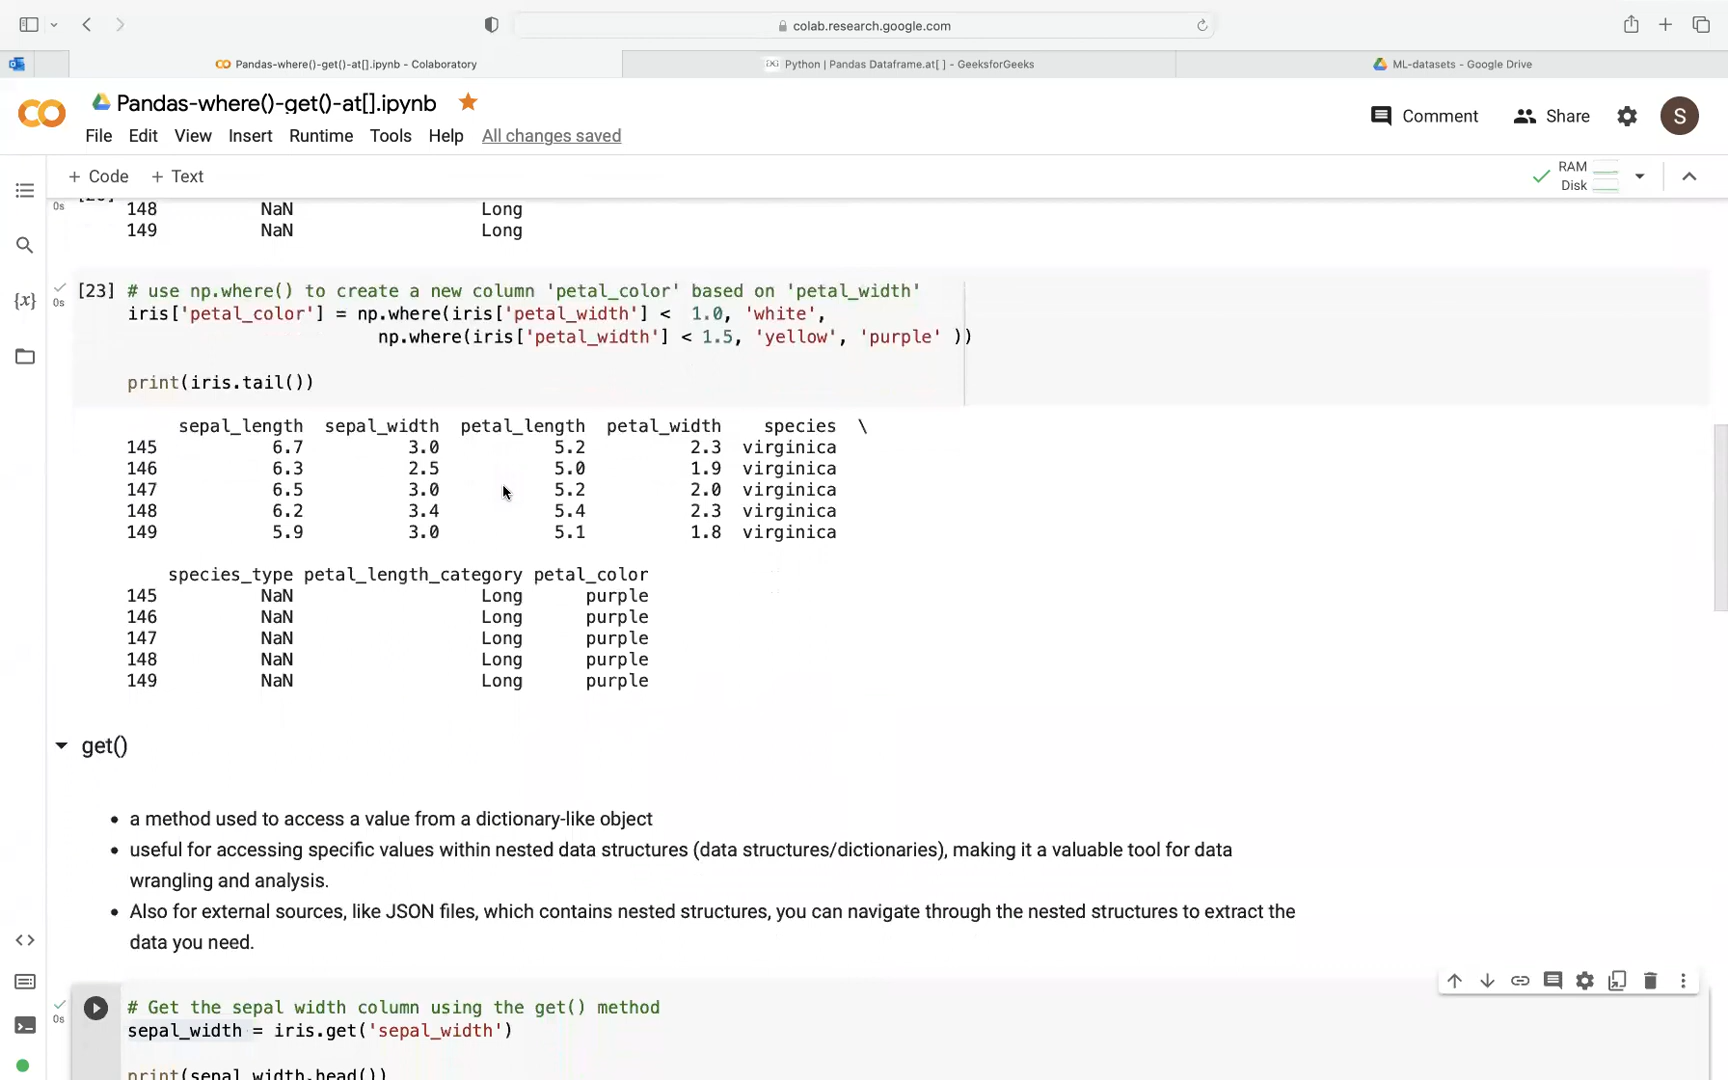 colab.research.google.com
Pandas-where()-get()-at[].ipynb - Colaboratory
Python | Pandas Dataframe.at[ ] - GeeksforGeeks
ML-datasets - Google Drive
Pandas-where()-get()-at[].ipynb
Comment
Share
S
File Edit View Insert Runtime Tools Help All changes saved
+ Code + Text
RAM
Disk
0s
148 NaN Long
149 NaN Long
[23] # use np.where() to create a new column 'petal_color' based on 'petal_width'
0s
iris['petal_color'] = np.where(iris['petal_width'] < 1.0, 'white',
np.where(iris['petal_width'] < 1.5, 'yellow', 'purple' ))
print(iris.tail())
sepal_length sepal_width petal_length petal_width species \
145 6.7 3.0 5.2 2.3 virginica
146 6.3 2.5 5.0 1.9 virginica
147 6.5 3.0 5.2 2.0 virginica
148 6.2 3.4 5.4 2.3 virginica
149 5.9 3.0 5.1 1.8 virginica
species_type petal_length_category petal_color
145 NaN Long purple
146 NaN Long purple
147 NaN Long purple
148 NaN Long purple
149 NaN Long purple
get()
• a method used to access a value from a dictionary-like object
• useful for accessing specific values within nested data structures (data structures/dictionaries), making it a valuable tool for data
wrangling and analysis.
• Also for external sources, like JSON files, which contains nested structures, you can navigate through the nested structures to extract the
data you need.
# Get the sepal width column using the get() method
0s
sepal_width = iris.get('sepal_width')
print(sepal_width.head())